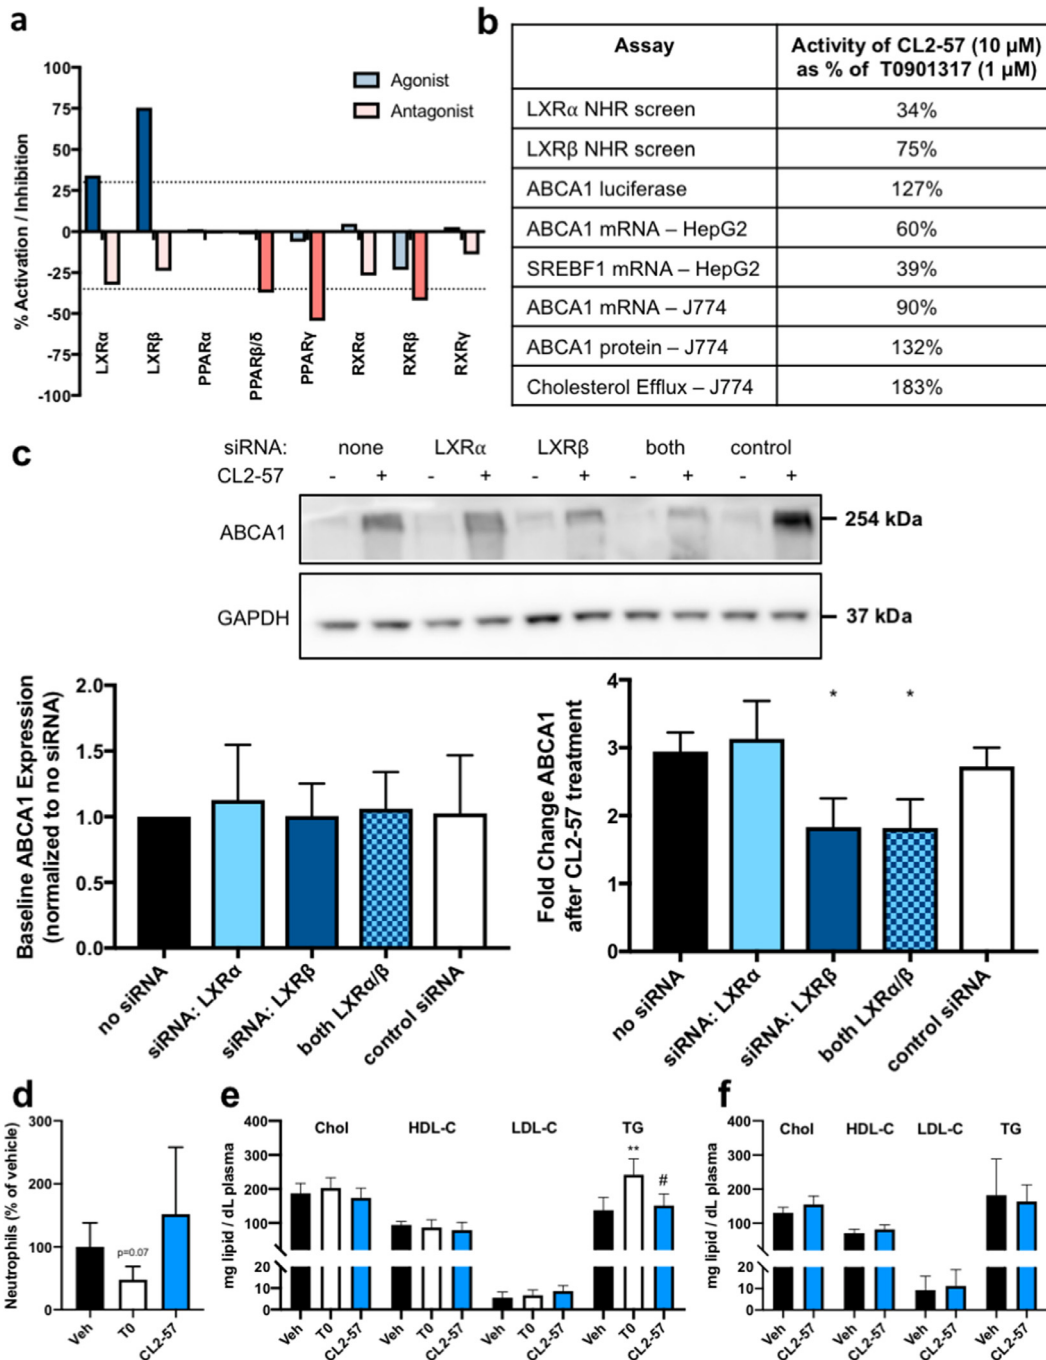 a
100
75
50
25
0
-25
-50
-75
-100
% Activation / Inhibition
Agonist
Antagonist
LXRα
LXRβ
PPARα
PPARβ/δ
PPARγ
RXRα
RXRβ
RXRγ
b
Assay
Activity of CL2-57 (10 µM)
as % of T0901317 (1 µM)
LXRα NHR screen 34%
LXRβ NHR screen 75%
ABCA1 luciferase 127%
ABCA1 mRNA – HepG2 60%
SREBF1 mRNA – HepG2 39%
ABCA1 mRNA – J774 90%
ABCA1 protein – J774 132%
Cholesterol Efflux – J774 183%
c
siRNA: none LXRα LXRβ both control
CL2-57 - + - + - + - + - +
ABCA1 254 kDa
GAPDH 37 kDa
Baseline ABCA1 Expression
(normalized to no siRNA)
2.0
1.5
1.0
0.5
0.0
no siRNA
siRNA: LXRα
siRNA: LXRβ
both LXRα/β
control siRNA
Fold Change ABCA1
after CL2-57 treatment
4
3
2
1
0
* *
no siRNA
siRNA: LXRα
siRNA: LXRβ
both LXRα/β
control siRNA
d
Neutrophils (% of vehicle)
300
200
100
0
p=0.07
Veh
T0
CL2-57
e
mg lipid / dL plasma
400
300
200
100
20
10
0
Chol HDL-C LDL-C TG
**
#
Veh T0 CL2-57 Veh T0 CL2-57 Veh T0 CL2-57 Veh T0 CL2-57
f
mg lipid / dL plasma
400
300
200
100
20
10
0
Chol HDL-C LDL-C TG
Veh CL2-57 Veh CL2-57 Veh CL2-57 Veh CL2-57